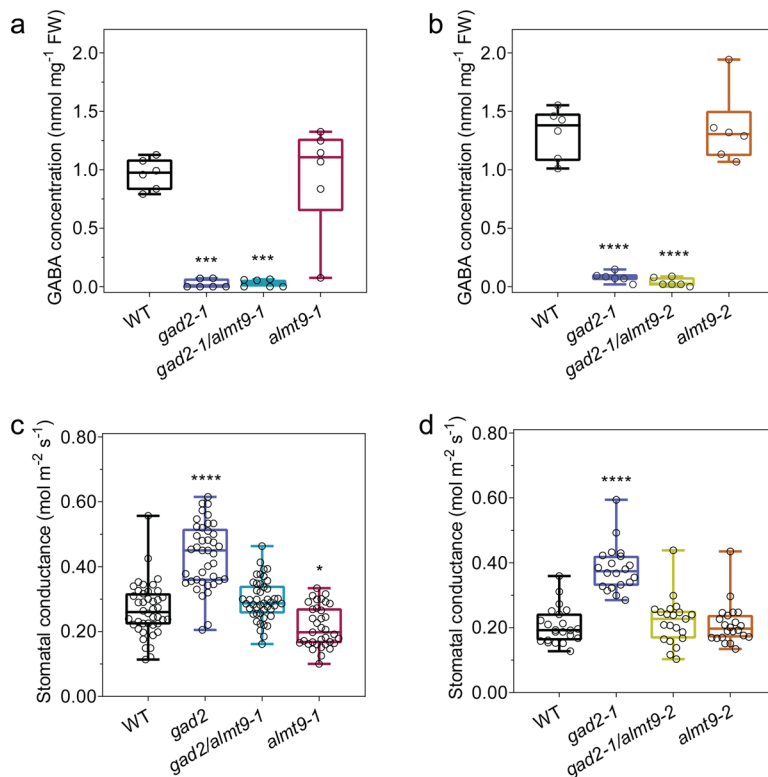 a
GABA concentration (nmol mg⁻¹ FW)
2.0
1.5
1.0
0.5
0.0
***
***
WT
gad2-1
gad2-1/almt9-1
almt9-1
b
GABA concentration (nmol mg⁻¹ FW)
2.0
1.5
1.0
0.5
0.0
****
****
WT
gad2-1
gad2-1/almt9-2
almt9-2
c
Stomatal conductance (mol m⁻² s⁻¹)
0.80
0.60
0.40
0.20
0.00
****
*
WT
gad2
gad2/almt9-1
almt9-1
d
Stomatal conductance (mol m⁻² s⁻¹)
0.80
0.60
0.40
0.20
0.00
****
WT
gad2-1
gad2-1/almt9-2
almt9-2